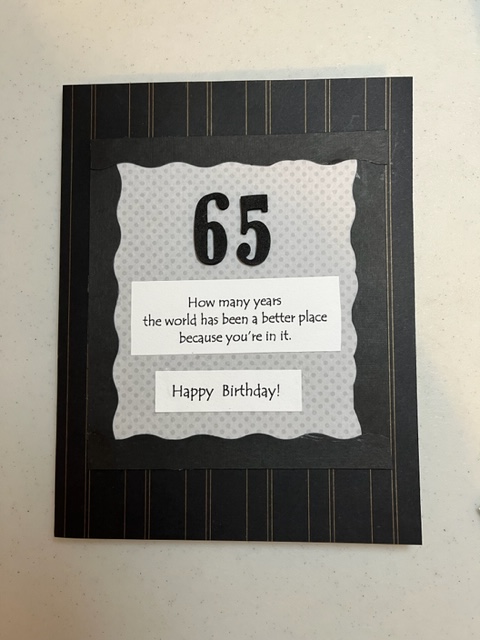 65
How many years
the world has been a better place
because you're in it.
Happy Birthday!